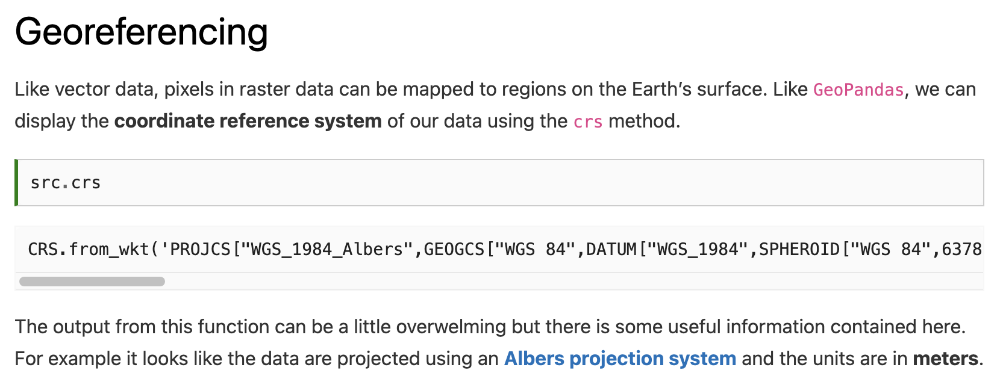 Georeferencing
Like vector data, pixels in raster data can be mapped to regions on the Earth’s surface. Like GeoPandas, we can
display the coordinate reference system of our data using the crs method.
src.crs
CRS.from_wkt('PROJCS["WGS_1984_Albers",GEOGCS["WGS 84",DATUM["WGS_1984",SPHEROID["WGS 84",6378
The output from this function can be a little overwelming but there is some useful information contained here.
For example it looks like the data are projected using an Albers projection system and the units are in meters.